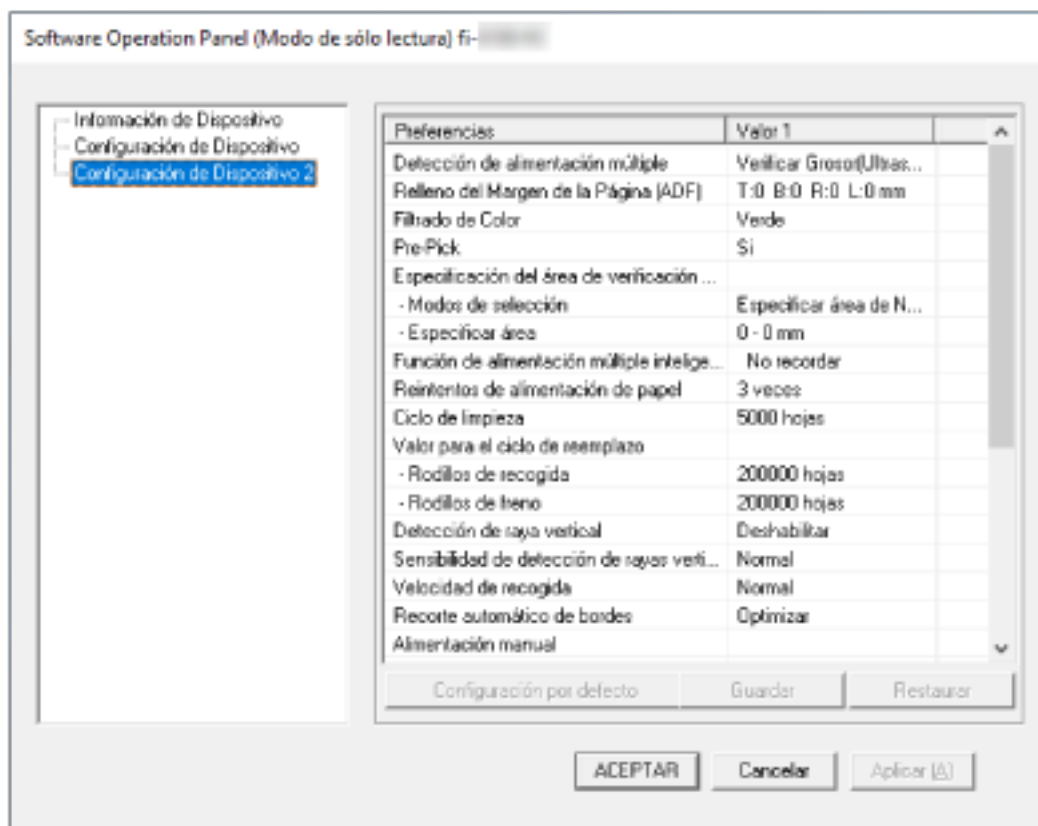 Software Operation Panel (Modo de sólo lectura) fi-
Información de Dispositivo
Configuración de Dispositivo
Configuración de Dispositivo 2
Preferencias Valor 1
Detección de alimentación múltiple Verificar Grosor(Ultras...
Relleno del Margen de la Página (ADF) T:0 B:0 R:0 L:0 mm
Filtrado de Color Verde
Pre-Pick Sí
Especificación del área de verificación ...
- Modos de selección Especificar área de N...
- Especificar área 0 - 0 mm
Función de alimentación múltiple intelige... No recordar
Reintentos de alimentación de papel 3 veces
Ciclo de limpieza 5000 hojas
Valor para el ciclo de reemplazo
- Rodillos de recogida 200000 hojas
- Rodillos de freno 200000 hojas
Detección de raya vertical Deshabilitar
Sensibilidad de detección de rayas verti... Normal
Velocidad de recogida Normal
Recorte automático de bordes Optimizar
Alimentación manual
Configuración por defecto Guardar Restaurar
ACEPTAR Cancelar Aplicar (A)